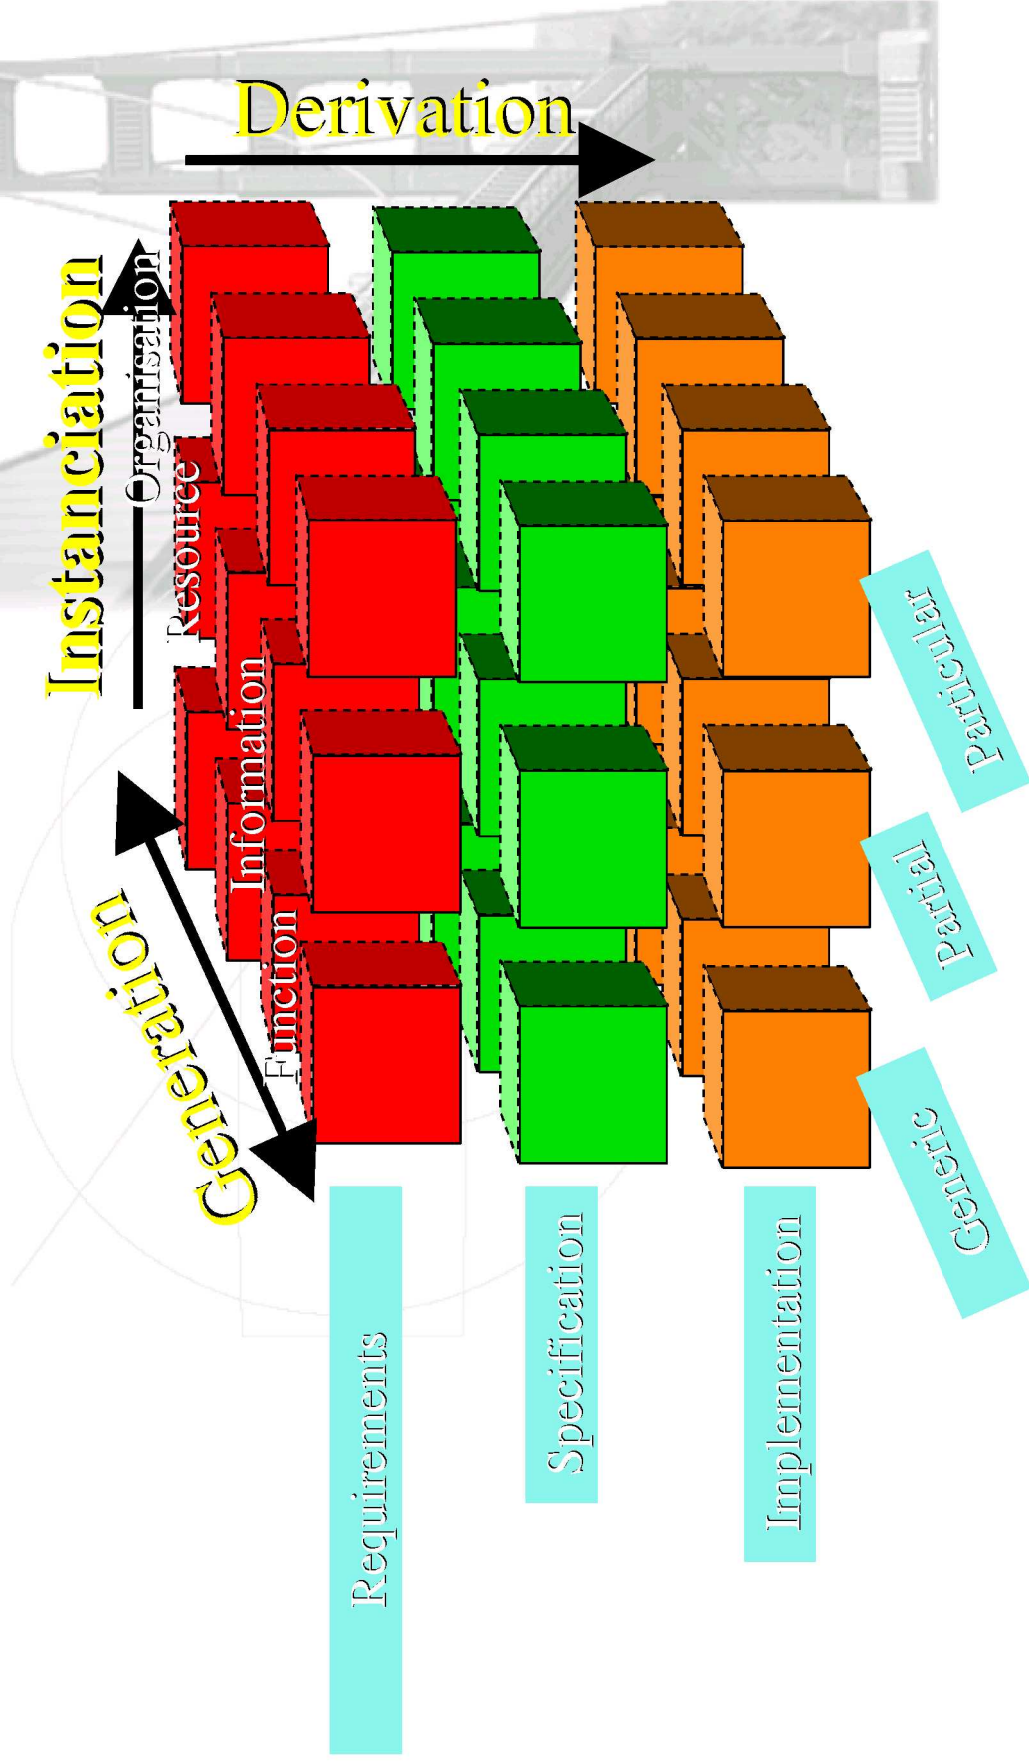 Instanciation
Derivation
Generation
Organisation
Resource
Information
Function
Requirements
Specification
Implementation
Generic
Partial
Particular